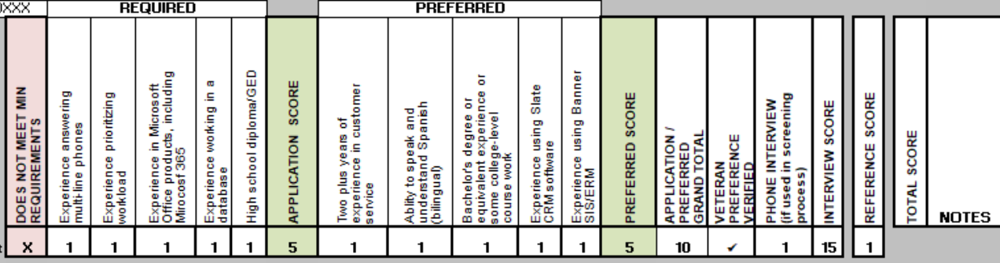 XXX
REQUIRED
PREFERRED
DOES NOT MEET MIN
REQUIREMENTS
Experience answering
multi-line phones
Experience prioritizing
workload
Experience in Microsoft
Office products, including
Mirocosf 365
Experience working in a
database
High school diploma/GED
APPLICATION SCORE
Two plus years of
experience in customer
service
Ablity to speak and
understand Spanish
(bilingual)
Bachelor's degree or
equivalent experience or
some college-level
course work
Experience using Slate
CRM software
Experience using Banner
SIS/ERM
PREFERRED SCORE
APPLICATION /
PREFERRED
GRAND TOTAL
VETERAN
PREFERENCE
VERIFIED
PHONE INTERVIEW
(if used in screening
process)
INTERVIEW SCORE
REFERENCE SCORE
TOTAL SCORE
NOTES
X 1 1 1 1 1 5 1 1 1 1 1 5 10 ✓ 1 15 1